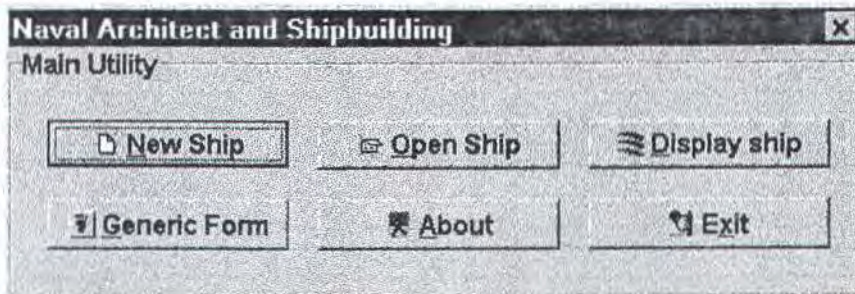 Naval Architect and Shipbuilding
Main Utility
New Ship Open Ship Display ship
Generic Form About Exit